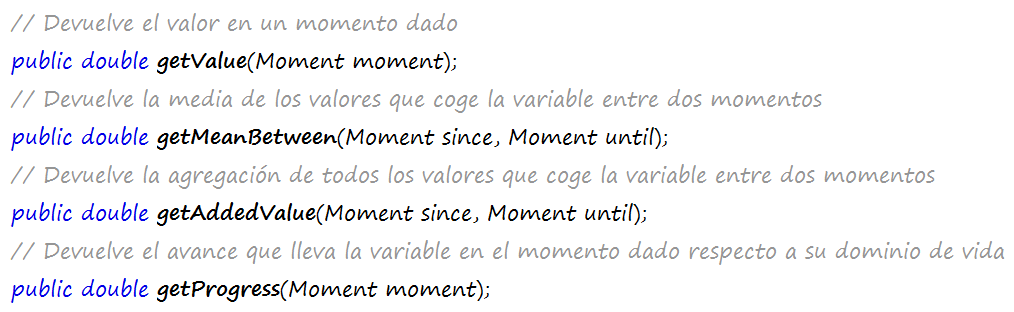 // Devuelve el valor en un momento dado
public double getValue(Moment moment);
// Devuelve la media de los valores que coge la variable entre dos momentos
public double getMeanBetween(Moment since, Moment until);
// Devuelve la agregación de todos los valores que coge la variable entre dos momentos
public double getAddedValue(Moment since, Moment until);
// Devuelve el avance que lleva la variable en el momento dado respecto a su dominio de vida
public double getProgress(Moment moment);